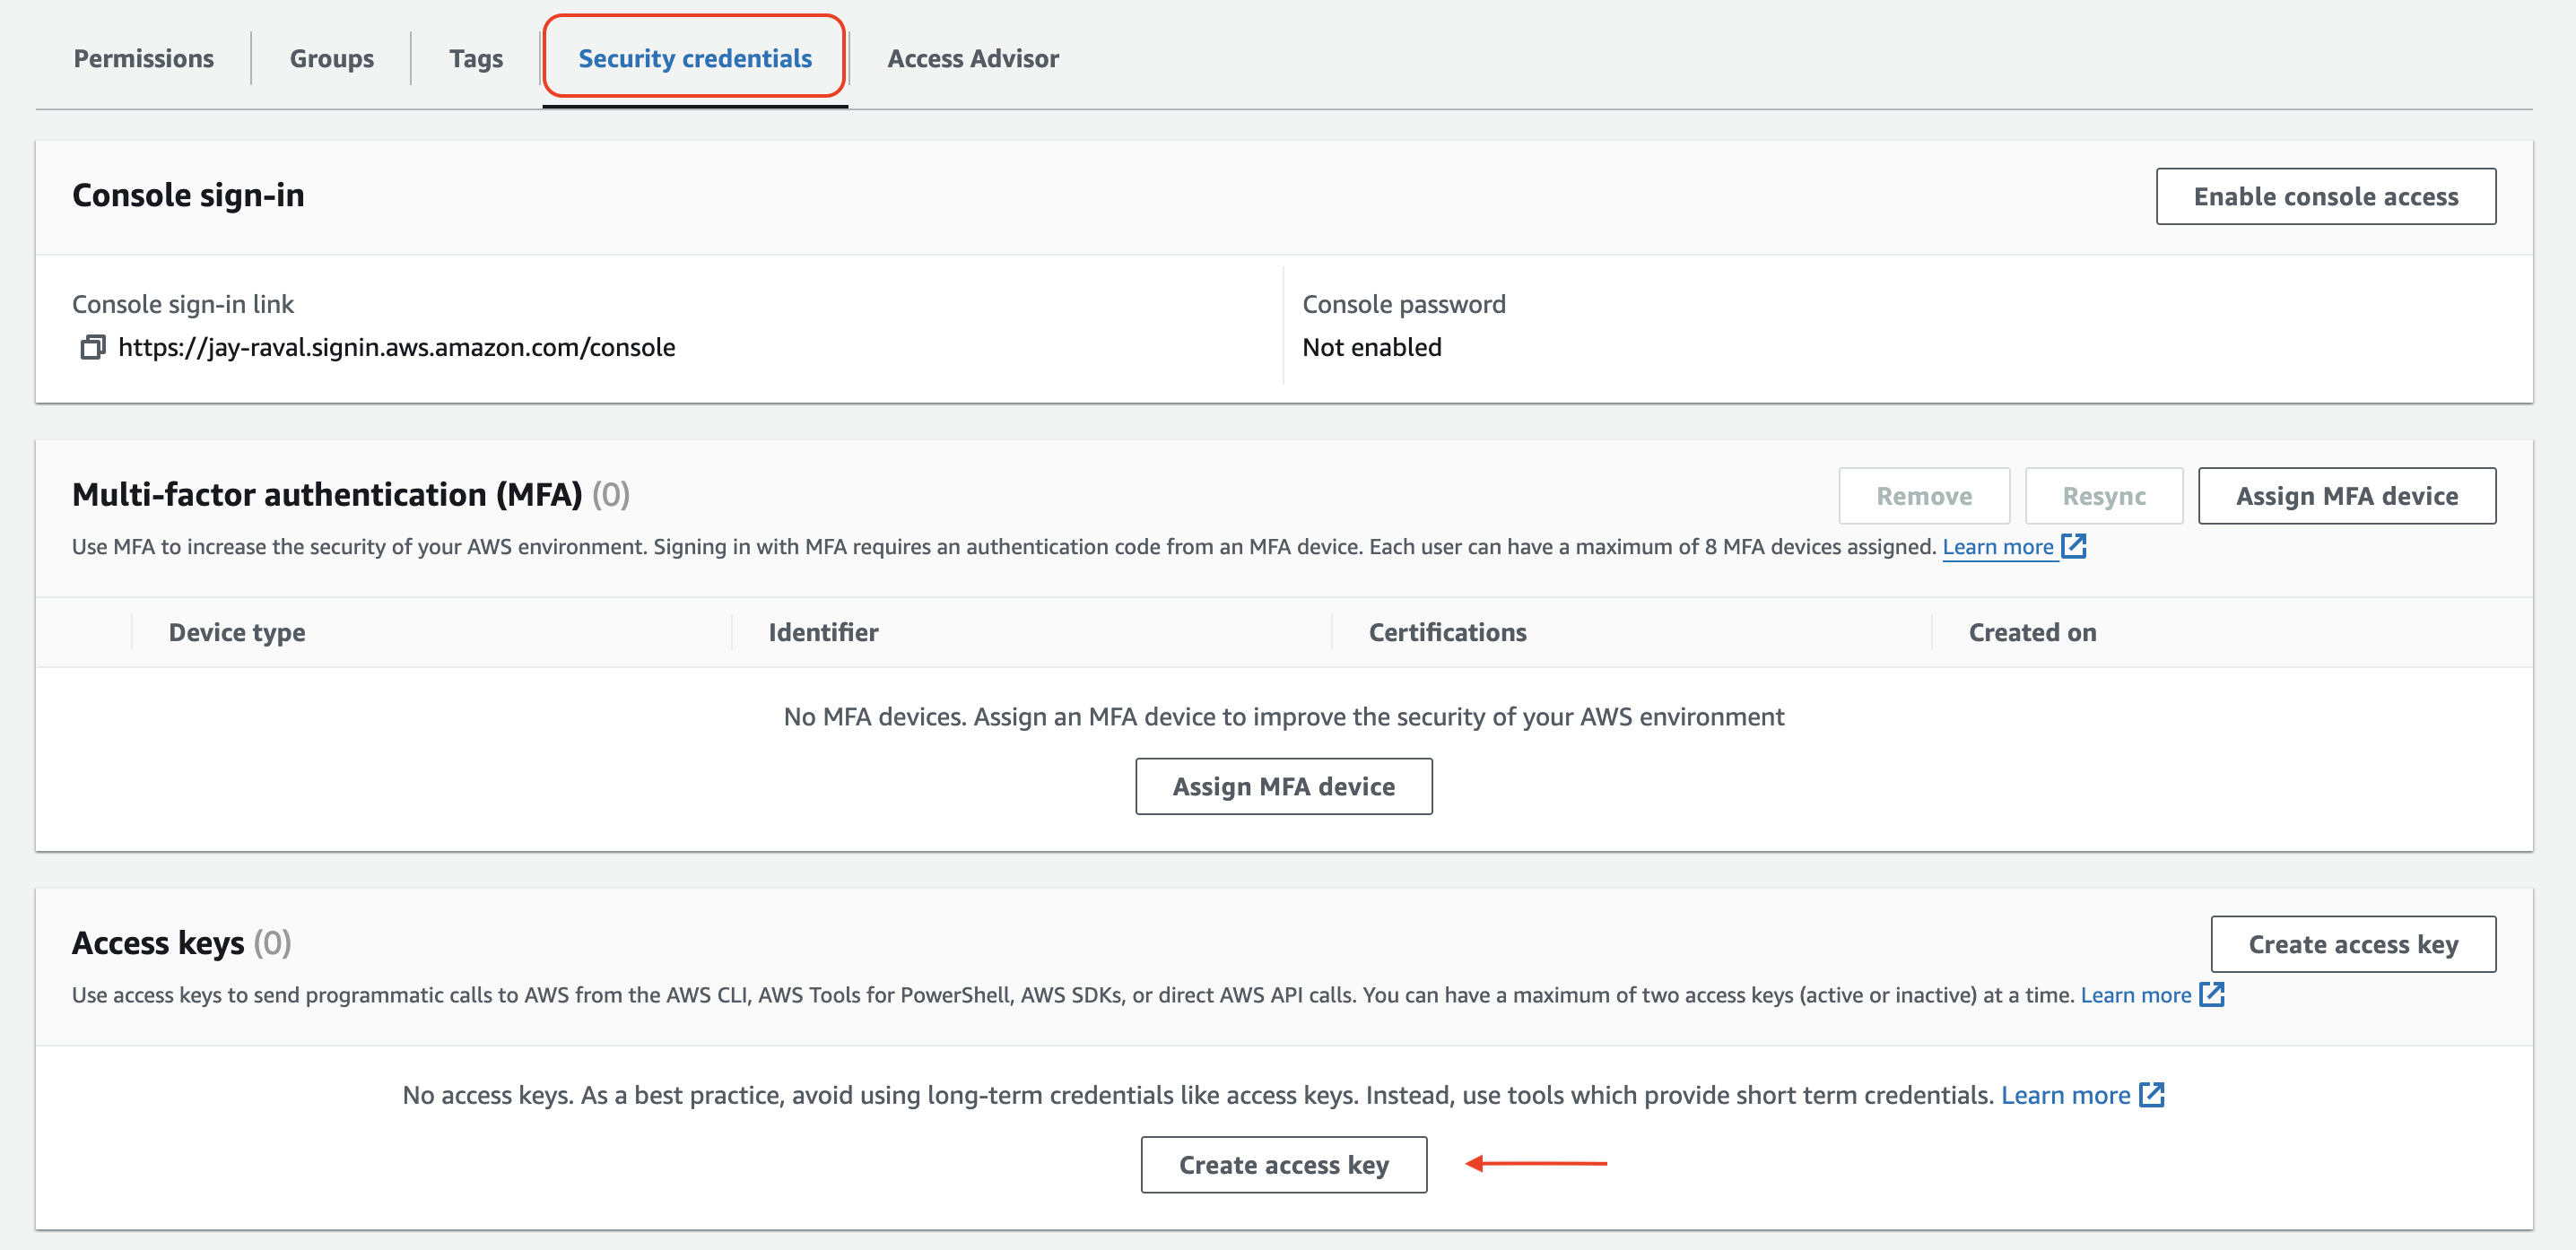 Permissions
Groups
Tags
Security credentials
Access Advisor
Console sign-in
Enable console access
Console sign-in link
https://jay-raval.signin.aws.amazon.com/console
Console password
Not enabled
Multi-factor authentication (MFA) (0)
Remove
Resync
Assign MFA device
Use MFA to increase the security of your AWS environment. Signing in with MFA requires an authentication code from an MFA device. Each user can have a maximum of 8 MFA devices assigned. Learn more
Device type
Identifier
Certifications
Created on
No MFA devices. Assign an MFA device to improve the security of your AWS environment
Assign MFA device
Access keys (0)
Create access key
Use access keys to send programmatic calls to AWS from the AWS CLI, AWS Tools for PowerShell, AWS SDKs, or direct AWS API calls. You can have a maximum of two access keys (active or inactive) at a time. Learn more
No access keys. As a best practice, avoid using long-term credentials like access keys. Instead, use tools which provide short term credentials. Learn more
Create access key